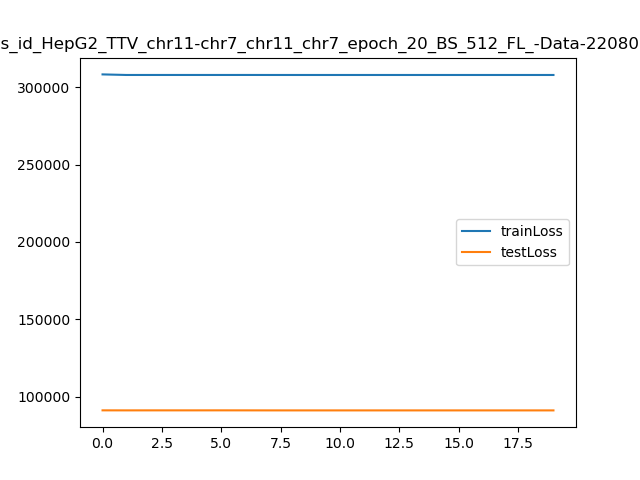 s_id_HepG2_TTV_chr11-chr7_chr11_chr7_epoch_20_BS_512_FL_-Data-22080
300000
250000
200000
150000
100000
trainLoss
testLoss
0.0 2.5 5.0 7.5 10.0 12.5 15.0 17.5